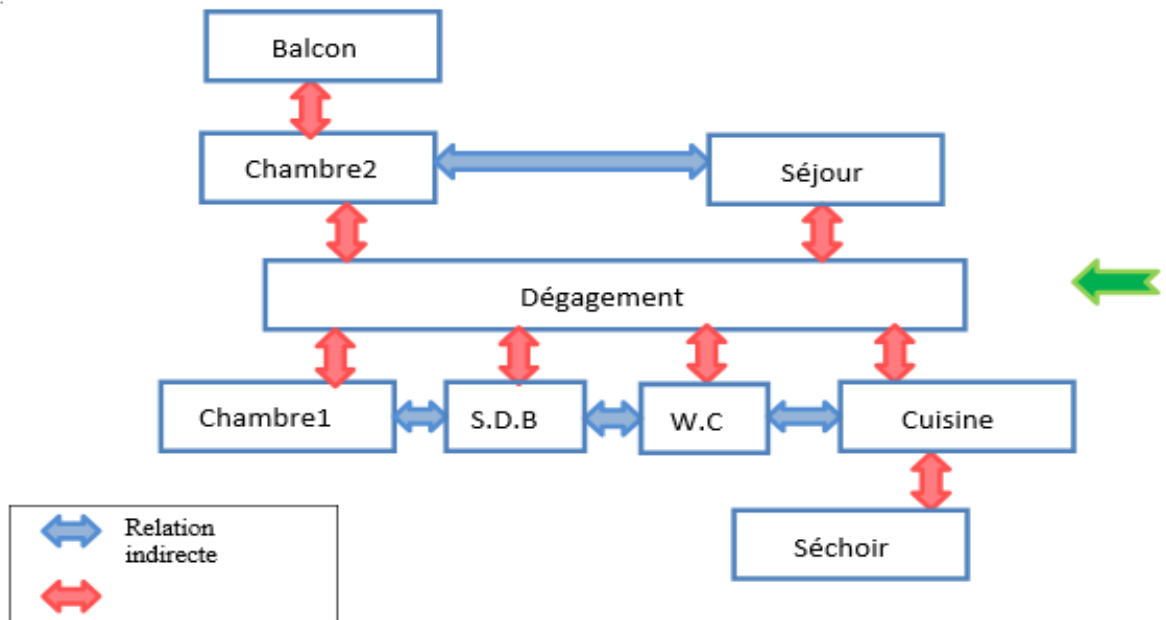 Balcon
Chambre2
Séjour
Dégagement
Chambre1
S.D.B
W.C
Cuisine
Séchoir
Relation
indirecte